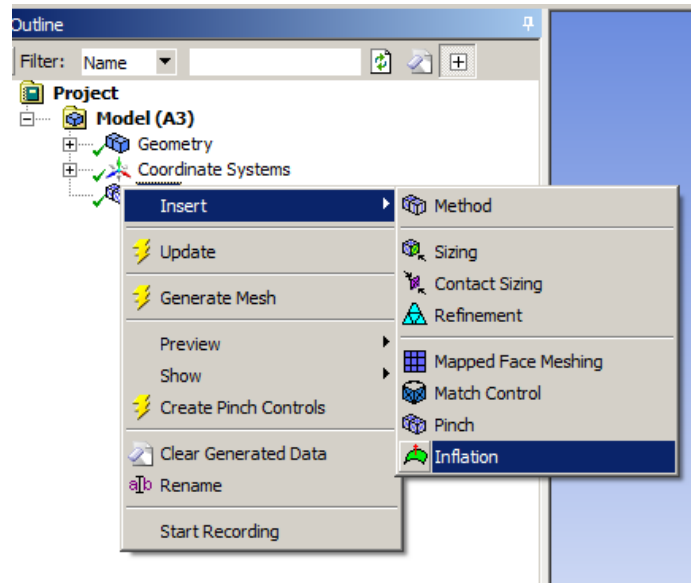 Outline
Filter: Name
Project
Model (A3)
Geometry
Coordinate Systems
Insert
Update
Generate Mesh
Preview
Show
Create Pinch Controls
Clear Generated Data
a|b Rename
Start Recording
Method
Sizing
Contact Sizing
Refinement
Mapped Face Meshing
Match Control
Pinch
Inflation